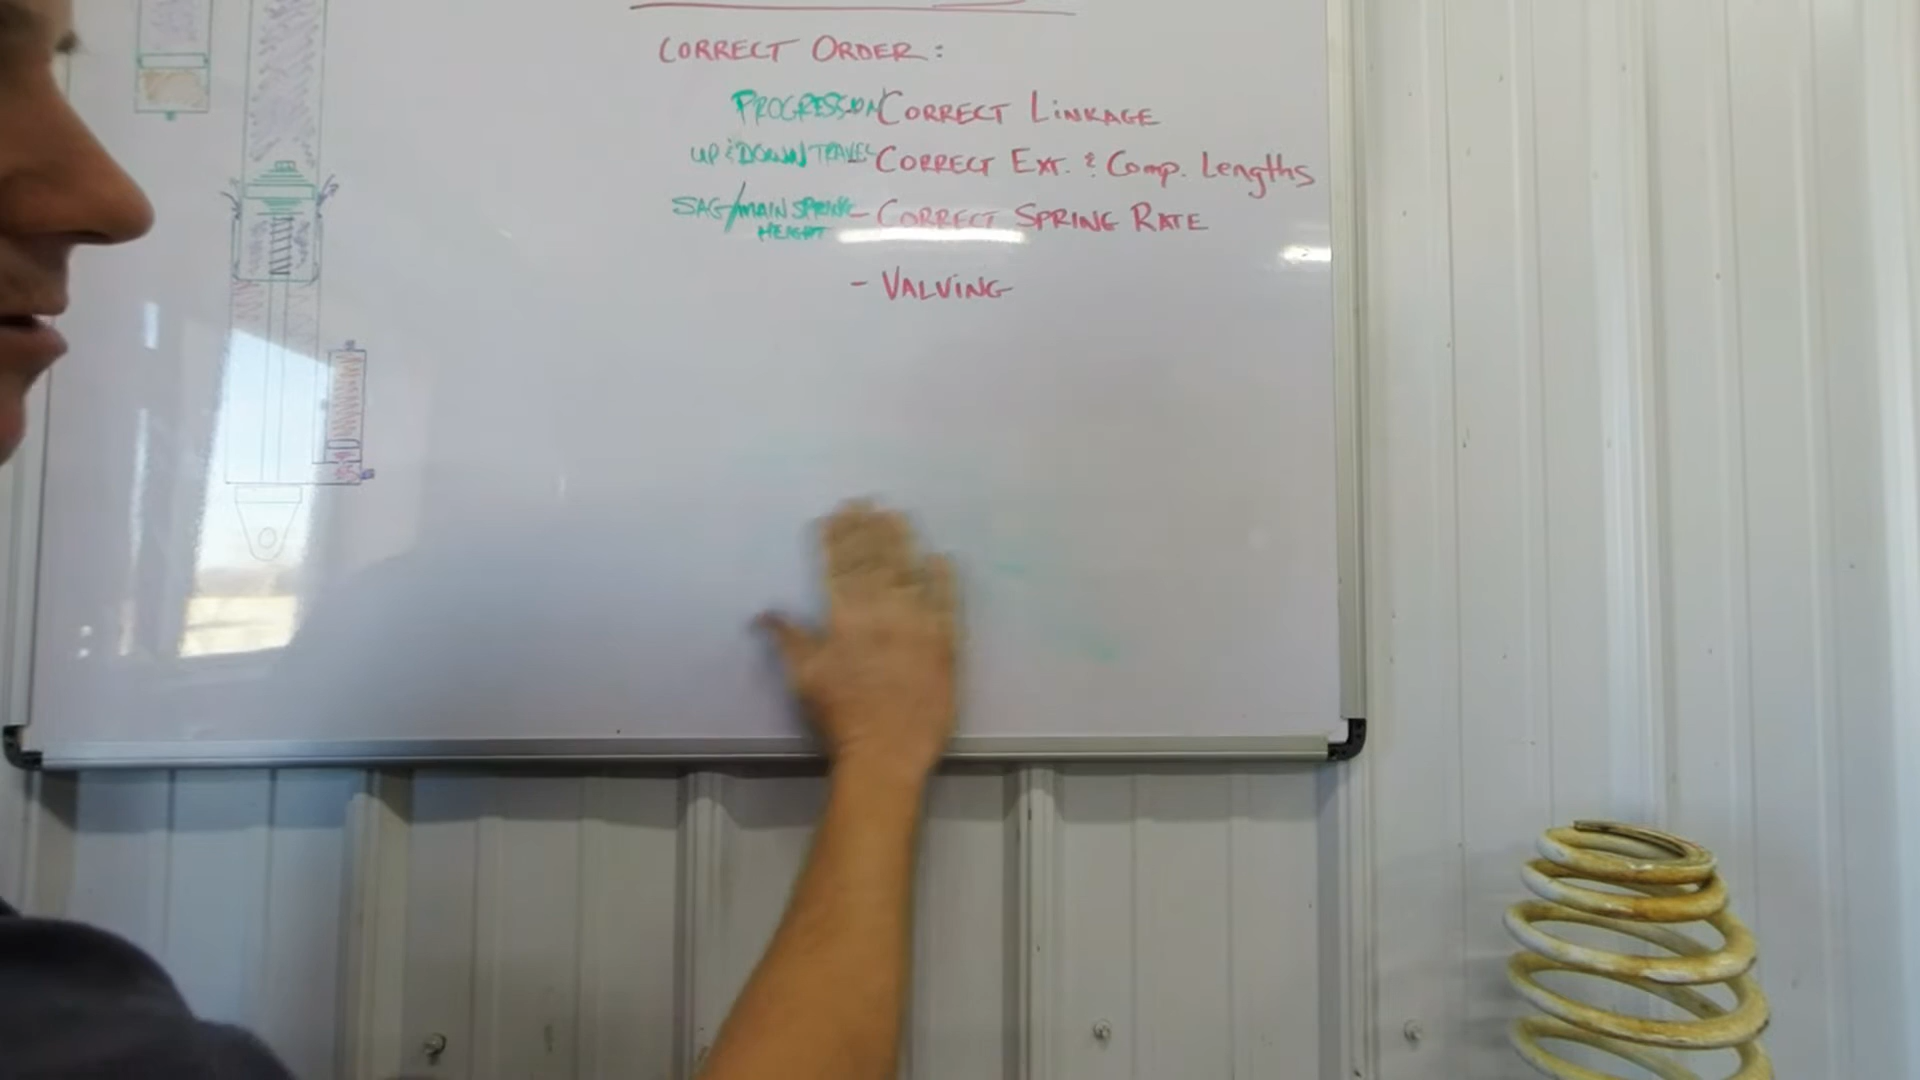 CORRECT ORDER:
PROGRESSION CORRECT LINKAGE
UP & DOWN TRAVEL - CORRECT EXT. & COMP. LENGTHS
SAG/MAIN SPRING - CORRECT SPRING RATE
HEIGHT
- VALVING